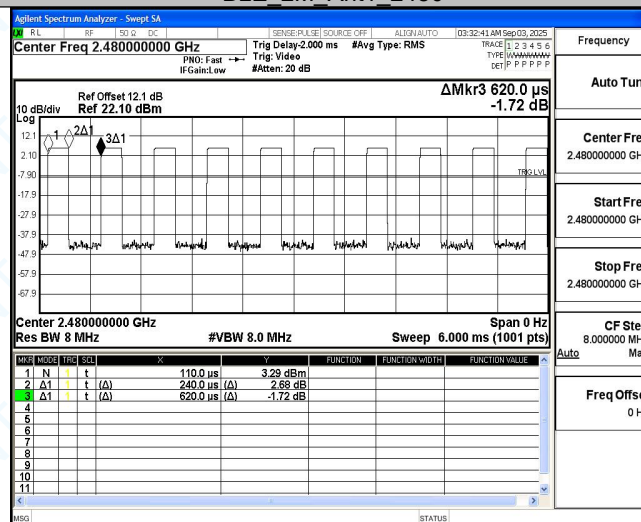 Agilent Spectrum Analyzer - Swept SA
RL RF 50 Ω DC SENSE:PULSE SOURCE OFF ALIGN AUTO 03:32:41 AM Sep 03, 2025
Center Freq 2.480000000 GHz
PNO: Fast
IFGain:Low
Trig Delay-2.000 ms #Avg Type: RMS
Trig: Video
#Atten: 20 dB
TRACE 1 2 3 4 5 6
TYPE
DET P P P P P P
Frequency
Auto Tun
Ref Offset 12.1 dB
10 dB/div Ref 22.10 dBm
ΔMkr3 620.0 µs
-1.72 dB
Log
1 2Δ1 3Δ1
12.1
2.10
-7.90
TRIG LVL
-17.9
-27.9
-37.9
-47.9
-57.9
-67.9
Center Fre
2.480000000 GH
Start Fre
2.480000000 GH
Stop Fre
2.480000000 GH
Center 2.480000000 GHz Span 0 Hz
Res BW 8 MHz #VBW 8.0 MHz Sweep 6.000 ms (1001 pts)
CF Ste
8.000000 MH
Auto Ma
MKR MODE TRC SCL X Y FUNCTION FUNCTION WIDTH FUNCTION VALUE
1 N 1 t 110.0 µs 3.29 dBm
2 Δ1 1 t (Δ) 240.0 µs (Δ) 2.68 dB
3 Δ1 1 t (Δ) 620.0 µs (Δ) -1.72 dB
4
5
6
7
8
9
10
11
Freq Offs
0 H
MSG STATUS